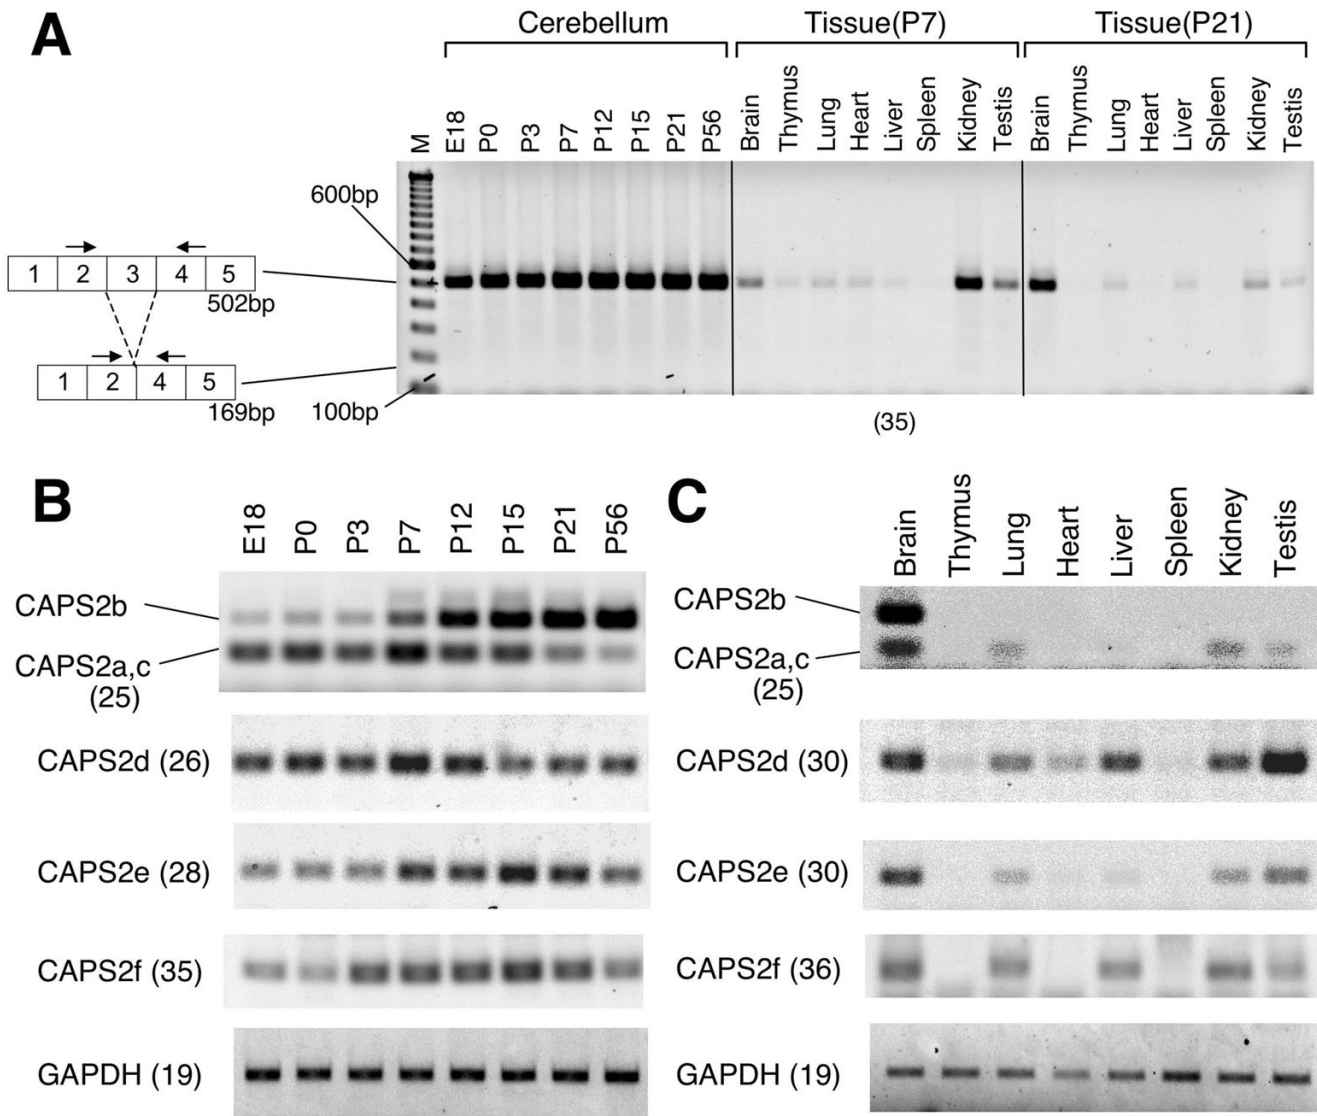 A
Cerebellum Tissue(P7) Tissue(P21)
M E18 P0 P3 P7 P12 P15 P21 P56 Brain Thymus Lung Heart Liver Spleen Kidney Testis Brain Thymus Lung Heart Liver Spleen Kidney Testis
600bp
1 2 3 4 5
502bp
1 2 4 5
169bp
100bp
(35)
B
E18 P0 P3 P7 P12 P15 P21 P56
CAPS2b
CAPS2a,c
(25)
CAPS2d (26)
CAPS2e (28)
CAPS2f (35)
GAPDH (19)
C
Brain Thymus Lung Heart Liver Spleen Kidney Testis
CAPS2b
CAPS2a,c
(25)
CAPS2d (30)
CAPS2e (30)
CAPS2f (36)
GAPDH (19)